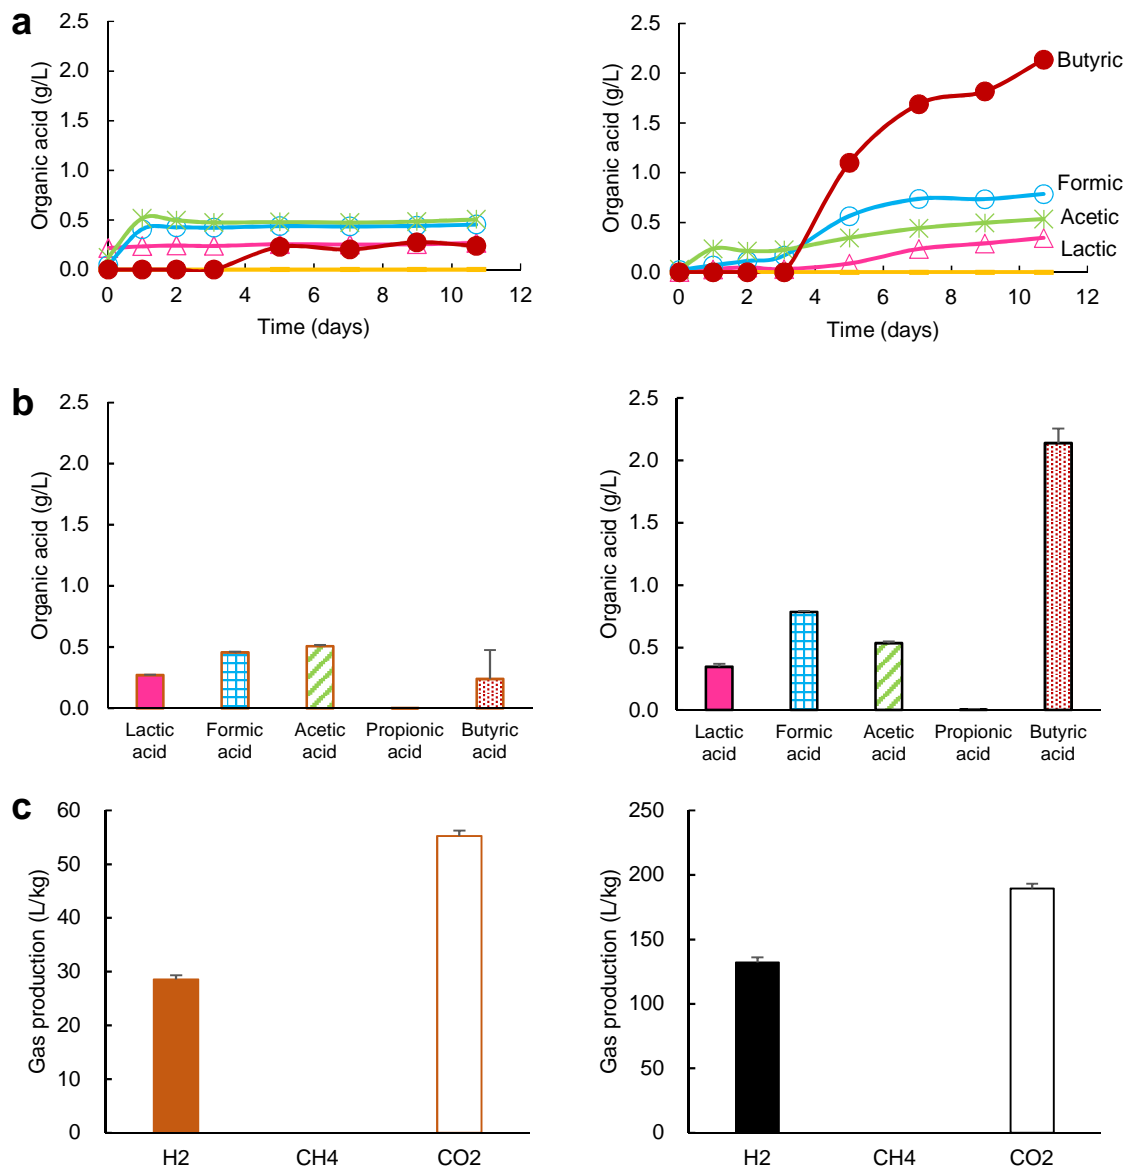 a
2.5
2.0
1.5
1.0
0.5
0.0
Organic acid (g/L)
0 2 4 6 8 10 12
Time (days)
2.5
2.0
1.5
1.0
0.5
0.0
Organic acid (g/L)
Butyric
Formic
Acetic
Lactic
0 2 4 6 8 10 12
Time (days)
b
2.5
2.0
1.5
1.0
0.5
0.0
Organic acid (g/L)
Lactic acid
Formic acid
Acetic acid
Propionic acid
Butyric acid
2.5
2.0
1.5
1.0
0.5
0.0
Organic acid (g/L)
Lactic acid
Formic acid
Acetic acid
Propionic acid
Butyric acid
c
60
50
40
30
20
10
0
Gas production (L/kg)
H2 CH4 CO2
250
200
150
100
50
0
Gas production (L/kg)
H2 CH4 CO2